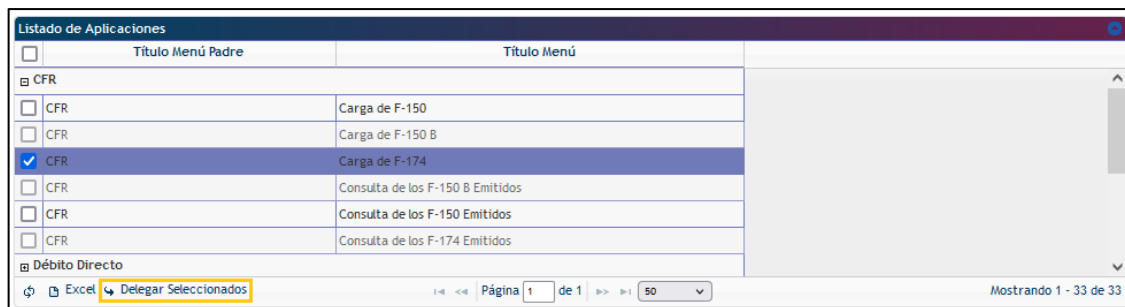 Listado de Aplicaciones
Título Menú Padre Título Menú
CFR
CFR Carga de F-150
CFR Carga de F-150 B
CFR Carga de F-174
CFR Consulta de los F-150 B Emitidos
CFR Consulta de los F-150 Emitidos
CFR Consulta de los F-174 Emitidos
Débito Directo
Excel Delegar Seleccionados Página 1 de 1 50 Mostrando 1 - 33 de 33